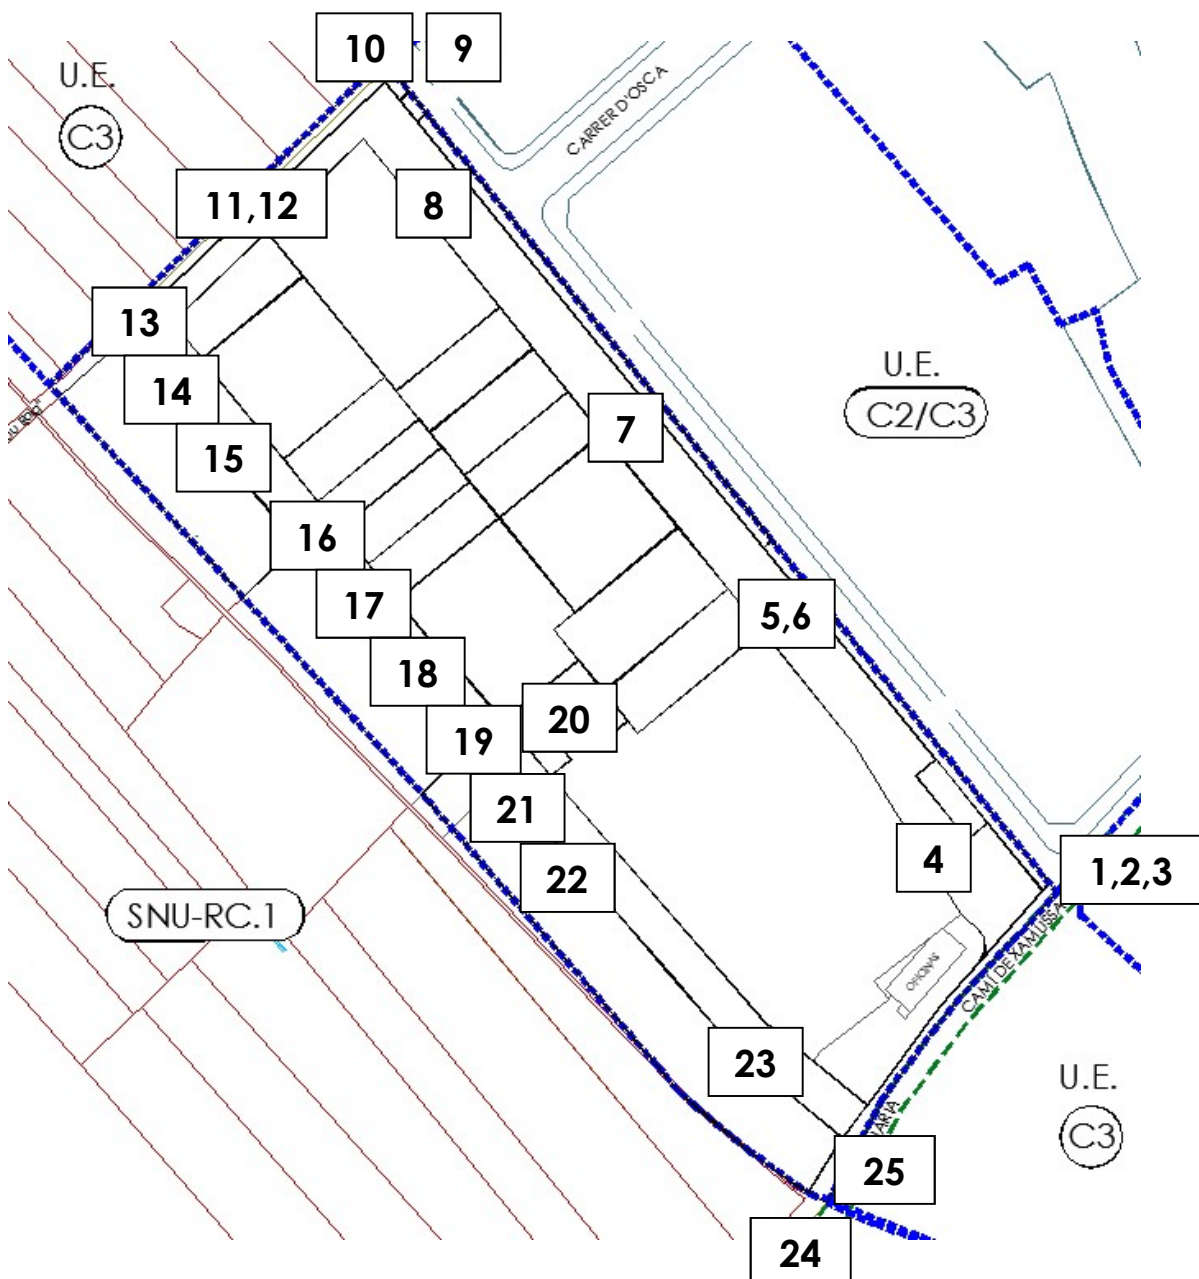 10
9
U.E.
C3
CARRER D'OSCA
11,12
8
13
U.E.
C2/C3
14
7
15
16
17
5,6
18
20
19
21
4
1,2,3
22
SNU-RC.1
OFICINAS
CAMI DE XAMUSSA
23
U.E.
C3
25
24